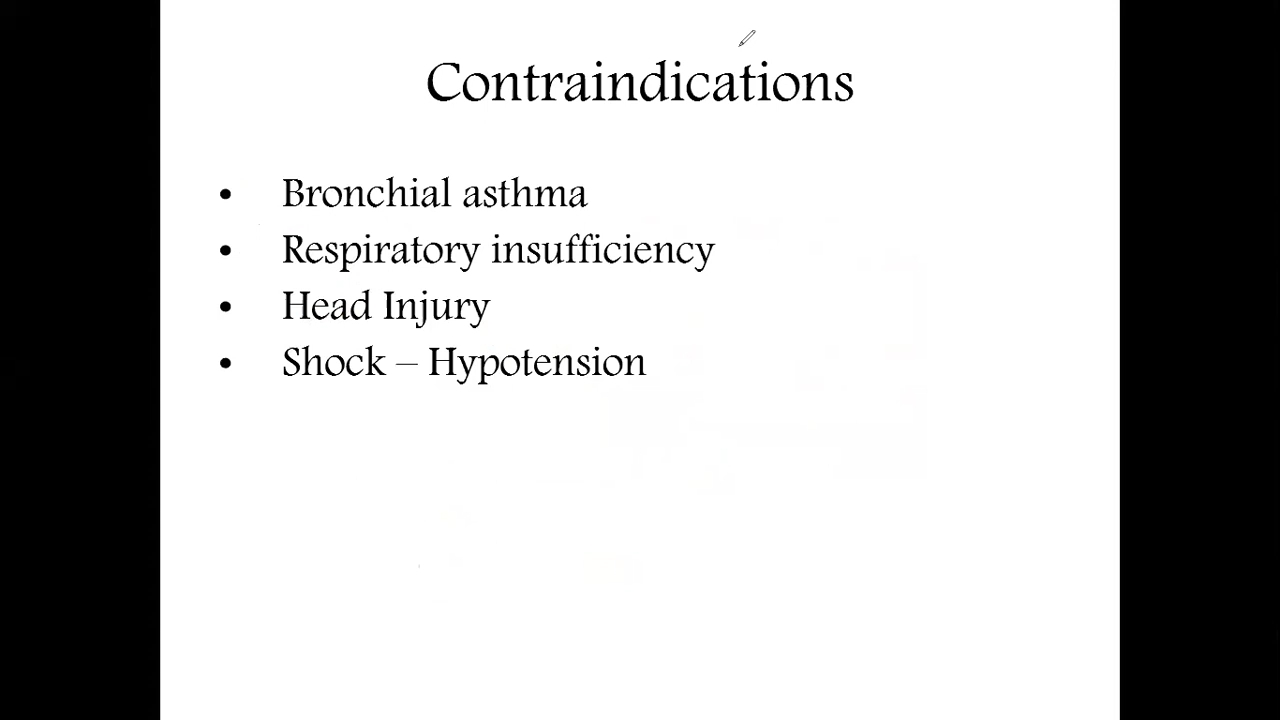 Contraindications
• Bronchial asthma
• Respiratory insufficiency
• Head Injury
• Shock – Hypotension